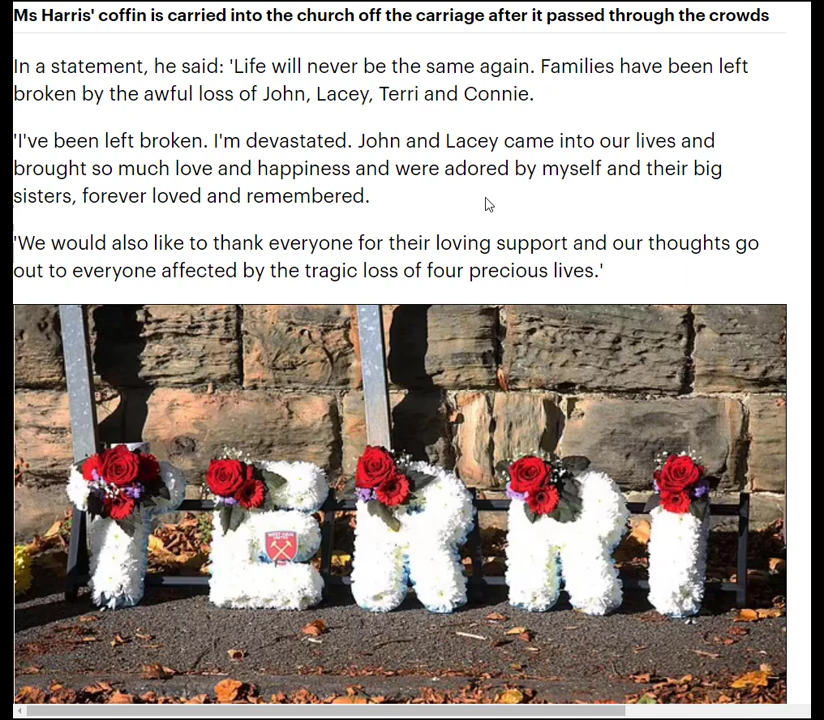 Ms Harris' coffin is carried into the church off the carriage after it passed through the crowds
In a statement, he said: 'Life will never be the same again. Families have been left
broken by the awful loss of John, Lacey, Terri and Connie.
'I've been left broken. I'm devastated. John and Lacey came into our lives and
brought so much love and happiness and were adored by myself and their big
sisters, forever loved and remembered.
'We would also like to thank everyone for their loving support and our thoughts go
out to everyone affected by the tragic loss of four precious lives.'
TERRI
WEST HAM
UNITED